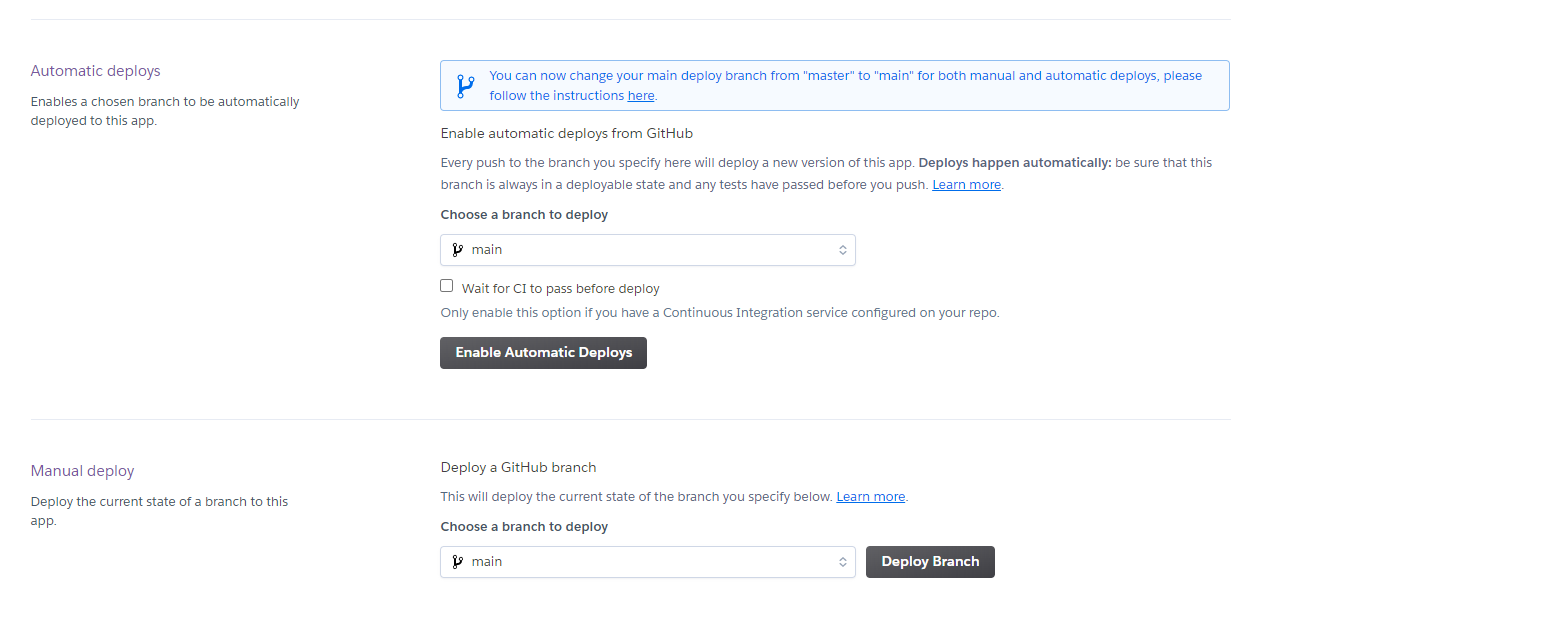 Automatic deploys
Enables a chosen branch to be automatically
deployed to this app.
You can now change your main deploy branch from "master" to "main" for both manual and automatic deploys, please
follow the instructions here.
Enable automatic deploys from GitHub
Every push to the branch you specify here will deploy a new version of this app. Deploys happen automatically: be sure that this
branch is always in a deployable state and any tests have passed before you push. Learn more.
Choose a branch to deploy
main
Wait for CI to pass before deploy
Only enable this option if you have a Continuous Integration service configured on your repo.
Enable Automatic Deploys
Manual deploy
Deploy the current state of a branch to this
app.
Deploy a GitHub branch
This will deploy the current state of the branch you specify below. Learn more.
Choose a branch to deploy
main
Deploy Branch